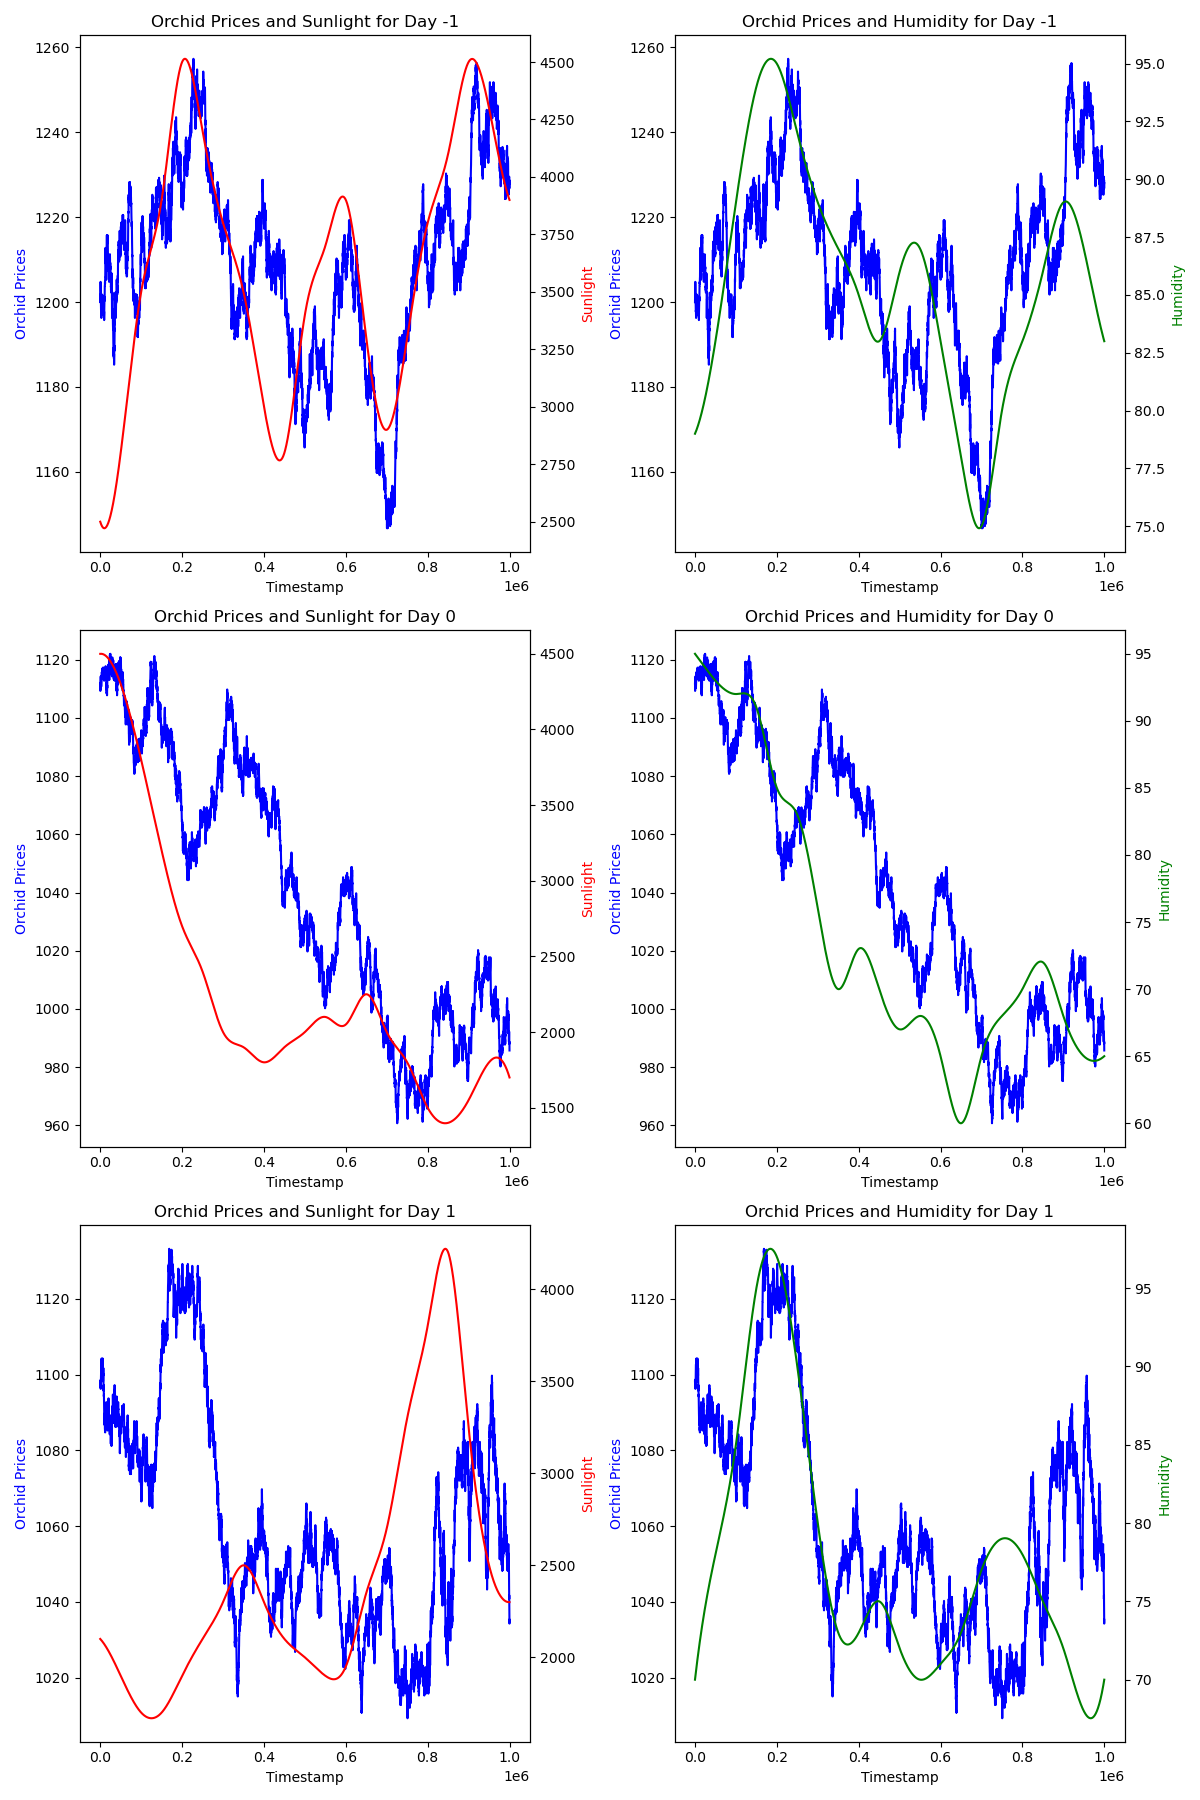 Orchid Prices and Sunlight for Day -1
1260
1240
1220
1200
1180
1160
Orchid Prices
4500
4250
4000
3750
3500
3250
3000
2750
2500
Sunlight
0.0 0.2 0.4 0.6 0.8 1.0
1e6
Timestamp
Orchid Prices and Humidity for Day -1
1260
1240
1220
1200
1180
1160
Orchid Prices
95.0
92.5
90.0
87.5
85.0
82.5
80.0
77.5
75.0
Humidity
0.0 0.2 0.4 0.6 0.8 1.0
1e6
Timestamp
Orchid Prices and Sunlight for Day 0
1120
1100
1080
1060
1040
1020
1000
980
960
Orchid Prices
4500
4000
3500
3000
2500
2000
1500
Sunlight
0.0 0.2 0.4 0.6 0.8 1.0
1e6
Timestamp
Orchid Prices and Humidity for Day 0
1120
1100
1080
1060
1040
1020
1000
980
960
Orchid Prices
95
90
85
80
75
70
65
60
Humidity
0.0 0.2 0.4 0.6 0.8 1.0
1e6
Timestamp
Orchid Prices and Sunlight for Day 1
1120
1100
1080
1060
1040
1020
Orchid Prices
4000
3500
3000
2500
2000
Sunlight
0.0 0.2 0.4 0.6 0.8 1.0
1e6
Timestamp
Orchid Prices and Humidity for Day 1
1120
1100
1080
1060
1040
1020
Orchid Prices
95
90
85
80
75
70
Humidity
0.0 0.2 0.4 0.6 0.8 1.0
1e6
Timestamp